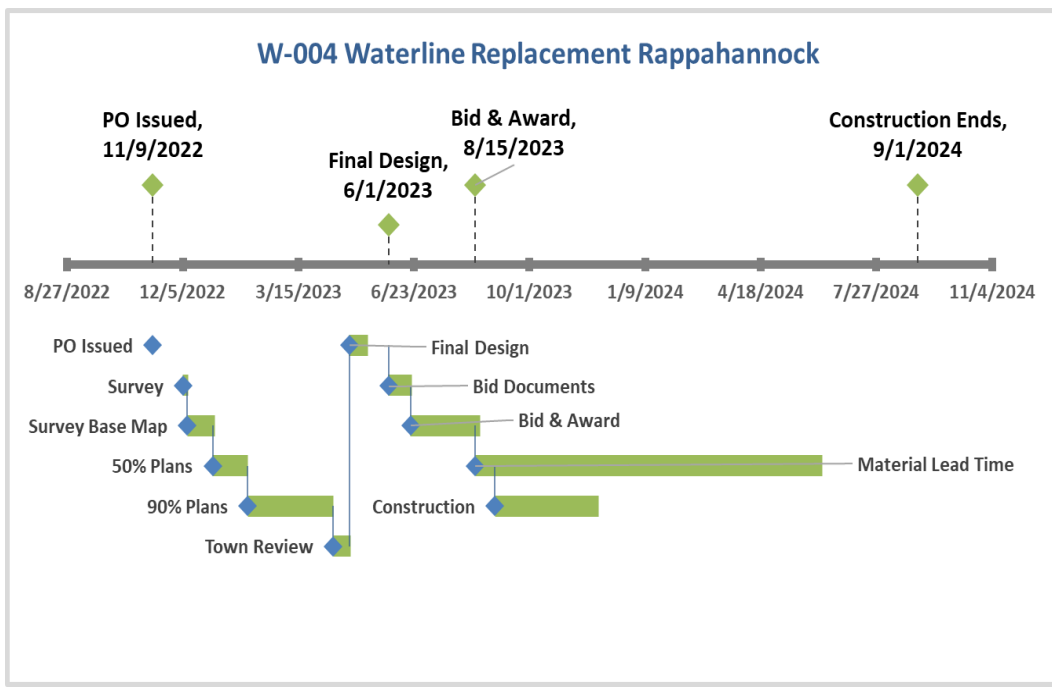 W-004 Waterline Replacement Rappahannock
PO Issued,
11/9/2022
Final Design,
6/1/2023
Bid & Award,
8/15/2023
Construction Ends,
9/1/2024
8/27/2022
12/5/2022
3/15/2023
6/23/2023
10/1/2023
1/9/2024
4/18/2024
7/27/2024
11/4/2024
PO Issued
Final Design
Survey
Bid Documents
Survey Base Map
Bid & Award
50% Plans
Material Lead Time
90% Plans
Construction
Town Review